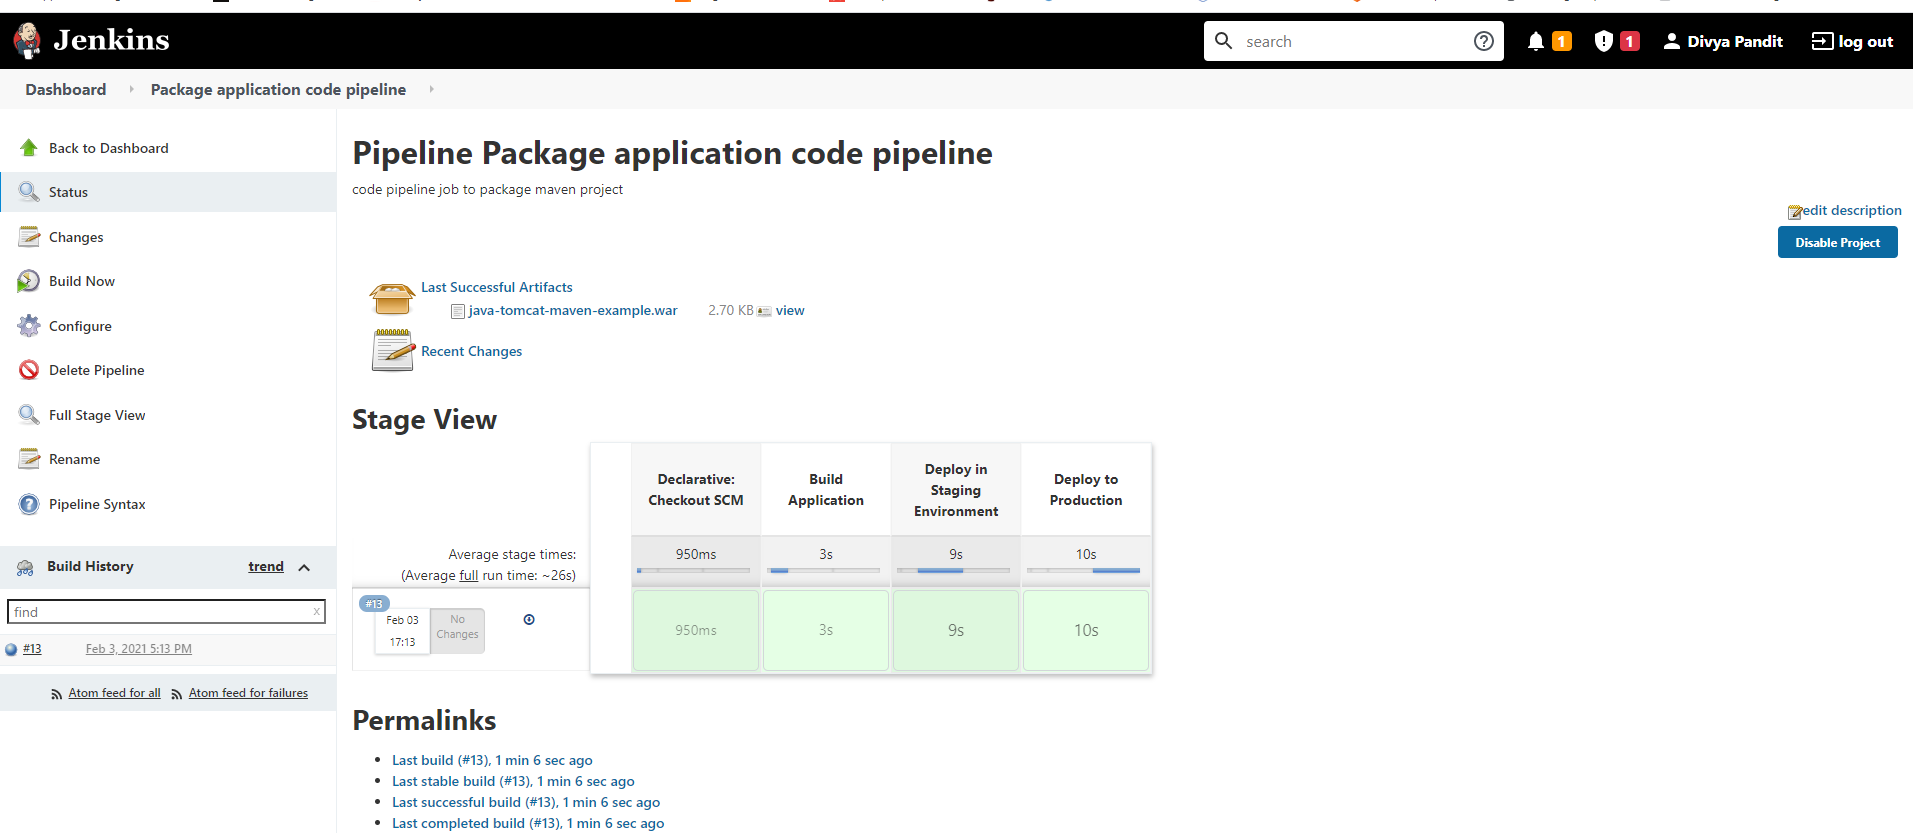 Jenkins
search
1
1
Divya Pandit
log out
Dashboard
Package application code pipeline
Back to Dashboard
Status
Changes
Build Now
Configure
Delete Pipeline
Full Stage View
Rename
Pipeline Syntax
Build History
trend
find
x
#13
Feb 3, 2021 5:13 PM
Atom feed for all
Atom feed for failures
Pipeline Package application code pipeline
code pipeline job to package maven project
edit description
Disable Project
Last Successful Artifacts
java-tomcat-maven-example.war 2.70 KB view
Recent Changes
Stage View
Declarative:
Checkout SCM
Build
Application
Deploy in
Staging
Environment
Deploy to
Production
Average stage times:
(Average full run time: ~26s)
950ms
3s
9s
10s
#13
Feb 03
17:13
No
Changes
950ms
3s
9s
10s
Permalinks
Last build (#13), 1 min 6 sec ago
Last stable build (#13), 1 min 6 sec ago
Last successful build (#13), 1 min 6 sec ago
Last completed build (#13), 1 min 6 sec ago